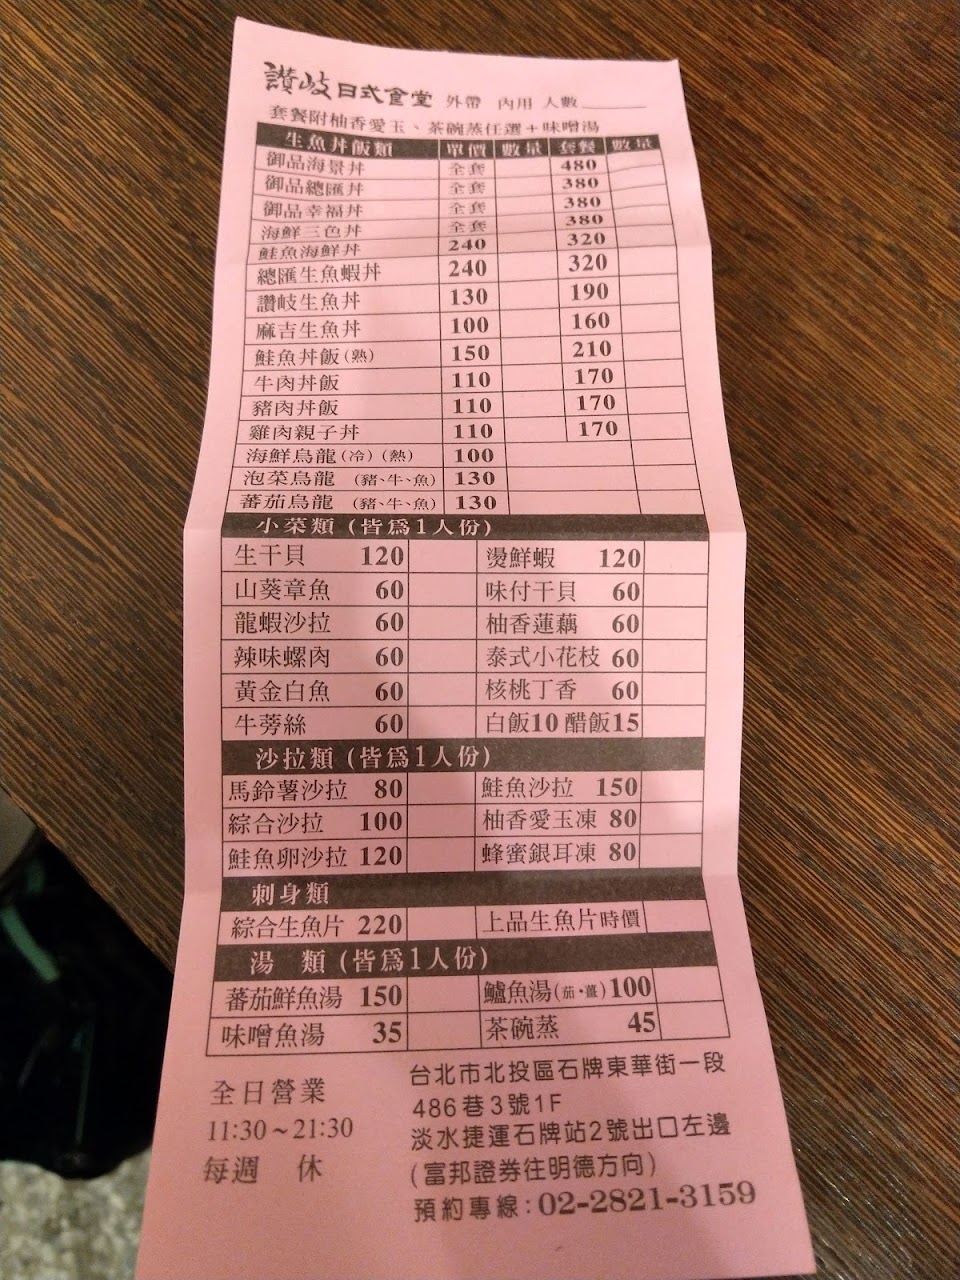 讚岐日式食堂 外帶 內用 人數______
套餐附柚香愛玉、茶碗蒸任選+味噌湯
生魚丼飯類 單價 數量 套餐 數量
御品海景丼 全套 480
御品總匯丼 全套 380
御品幸福丼 全套 380
海鮮三色丼 全套 380
鮭魚海鮮丼 240 320
總匯生魚蝦丼 240 320
讚岐生魚丼 130 190
麻吉生魚丼 100 160
鮭魚丼飯(熟) 150 210
牛肉丼飯 110 170
豬肉丼飯 110 170
雞肉親子丼 110 170
海鮮烏龍(冷)(熟) 100
泡菜烏龍 (豬、牛、魚) 130
蕃茄烏龍 (豬、牛、魚) 130
小菜類 (皆為1人份)
生干貝 120 燙鮮蝦 120
山葵章魚 60 味付干貝 60
龍蝦沙拉 60 柚香蓮藕 60
辣味螺肉 60 泰式小花枝 60
黃金白魚 60 核桃丁香 60
牛蒡絲 60 白飯10 醋飯15
沙拉類 (皆為1人份)
馬鈴薯沙拉 80 鮭魚沙拉 150
綜合沙拉 100 柚香愛玉凍 80
鮭魚卵沙拉 120 蜂蜜銀耳凍 80
刺身類
綜合生魚片 220 上品生魚片時價
湯 類 (皆為1人份)
蕃茄鮮魚湯 150 鱸魚湯(茄·薑) 100
味噌魚湯 35 茶碗蒸 45
全日營業
11:30~21:30
每週 休
台北市北投區石牌東華街一段
486巷3號1F
淡水捷運石牌站2號出口左邊
(富邦證券往明德方向)
預約專線:02-2821-3159